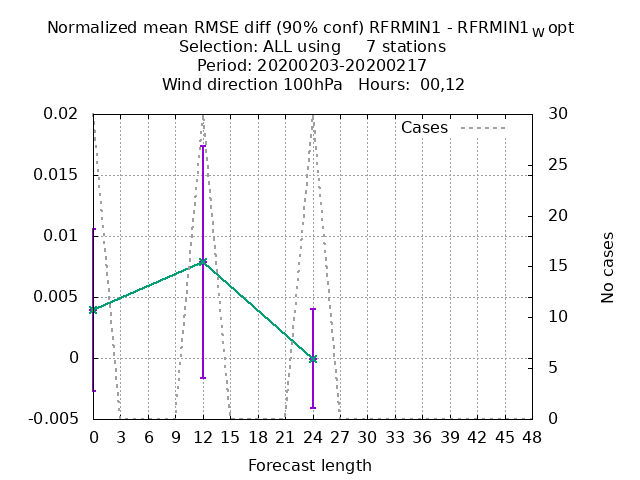 Normalized mean RMSE diff (90% conf) RFRMIN1 - RFRMIN1_W opt
Selection: ALL using     7 stations
Period: 20200203-20200217
Wind direction 100hPa   Hours:  00,12
Cases
0.02
0.015
0.01
0.005
0
-0.005
30
25
20
15
10
5
0
No cases
0 3 6 9 12 15 18 21 24 27 30 33 36 39 42 45 48
Forecast length